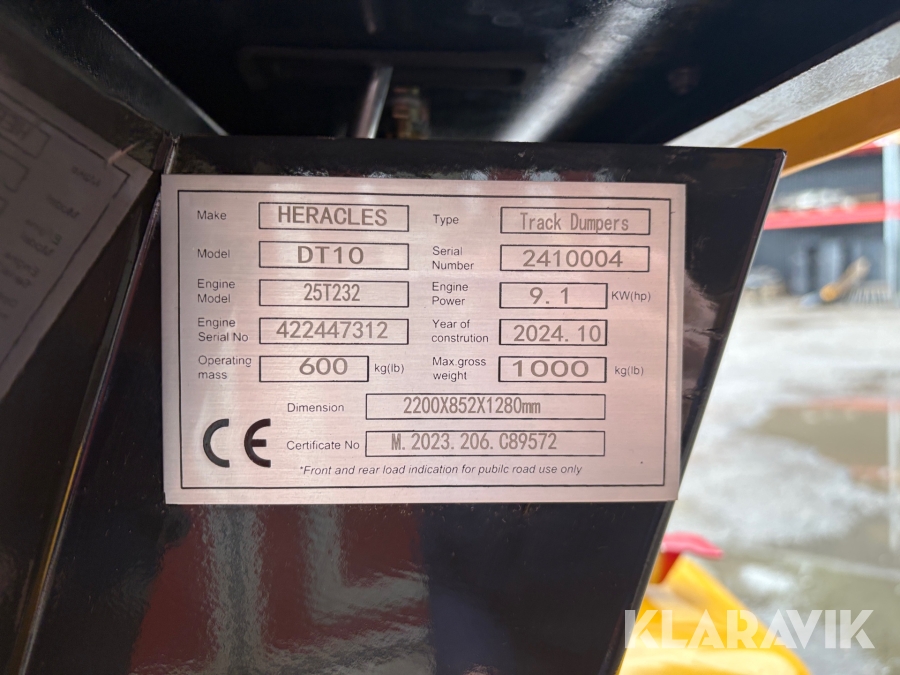 Make HERACLES Type Track Dumpers
Model DT10 Serial Number 2410004
Engine Model 25T232 Engine Power 9.1 KW(hp)
Engine Serial No 422447312 Year of constrution 2024.10
Operating mass 600 kg(lb) Max.gross weight 1000 kg(lb)
Dimension 2200X852X1280mm
CE Certificate No M.2023.206.C89572
*Front and rear load indication for pubilc road use only
KLARAVIK